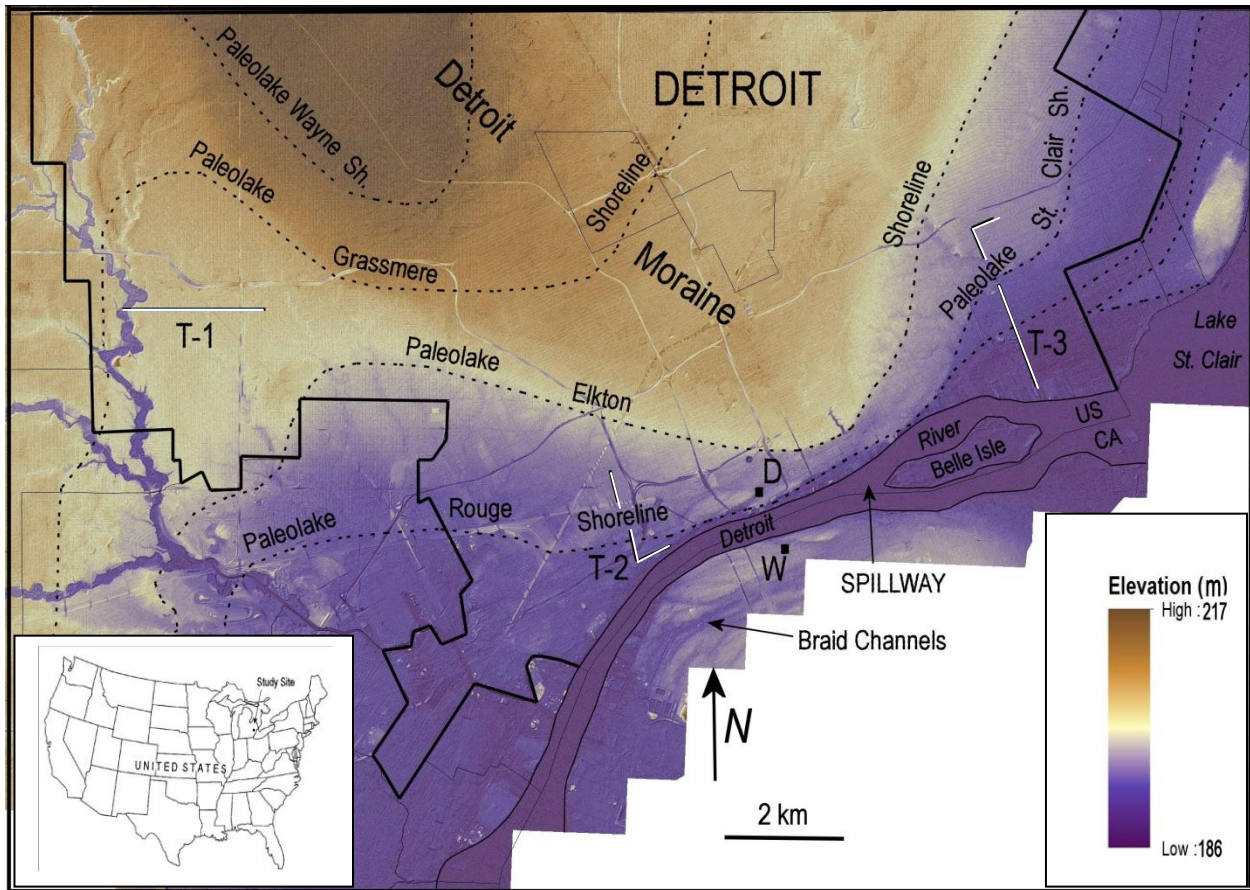 Paleolake Wayne Sh.
Detroit
DETROIT
Paleolake
Grassmere
Shoreline
Moraine
Shoreline
Paleolake
St. Clair Sh.
T-1
T-3
Lake
St. Clair
Paleolake
Elkton
US
CA
River
Belle Isle
D
Paleolake
Rouge
Shoreline
Detroit
T-2
W
SPILLWAY
Braid Channels
N
2 km
Elevation (m)
High : 217
Low : 186
Study Site
UNITED STATES